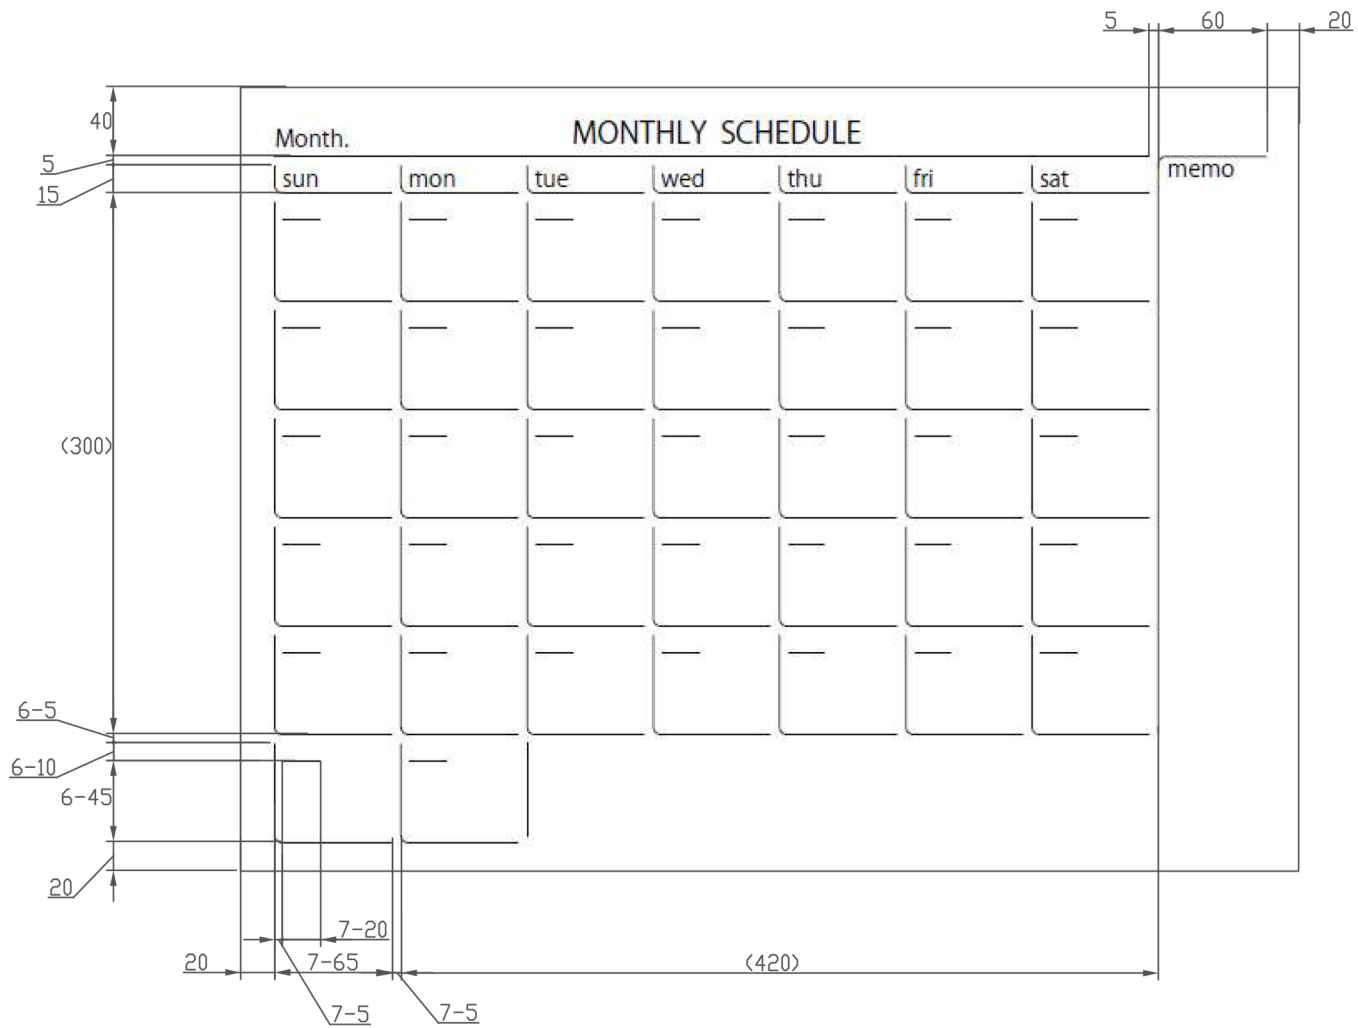 5 60 20
40
Month. MONTHLY SCHEDULE
5
memo
sun mon tue wed thu fri sat
15
(300)
6-5
6-10
6-45
20
7-20
20 7-65 (420)
7-5 7-5